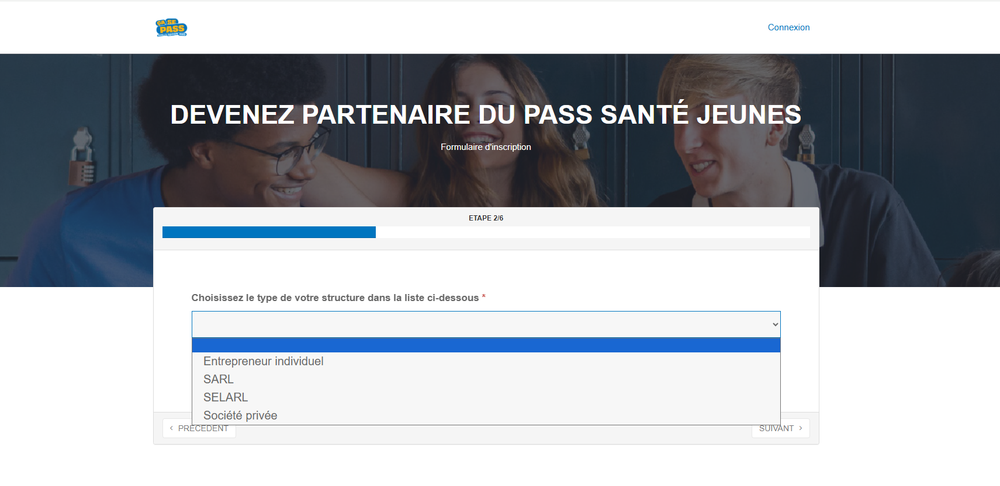 ÇA SE
PASS
Connexion
DEVENEZ PARTENAIRE DU PASS SANTÉ JEUNES
Formulaire d'inscription
ETAPE 2/6
Choisissez le type de votre structure dans la liste ci-dessous *
Entrepreneur individuel
SARL
SELARL
Société privée
PRÉCÉDENT
SUIVANT